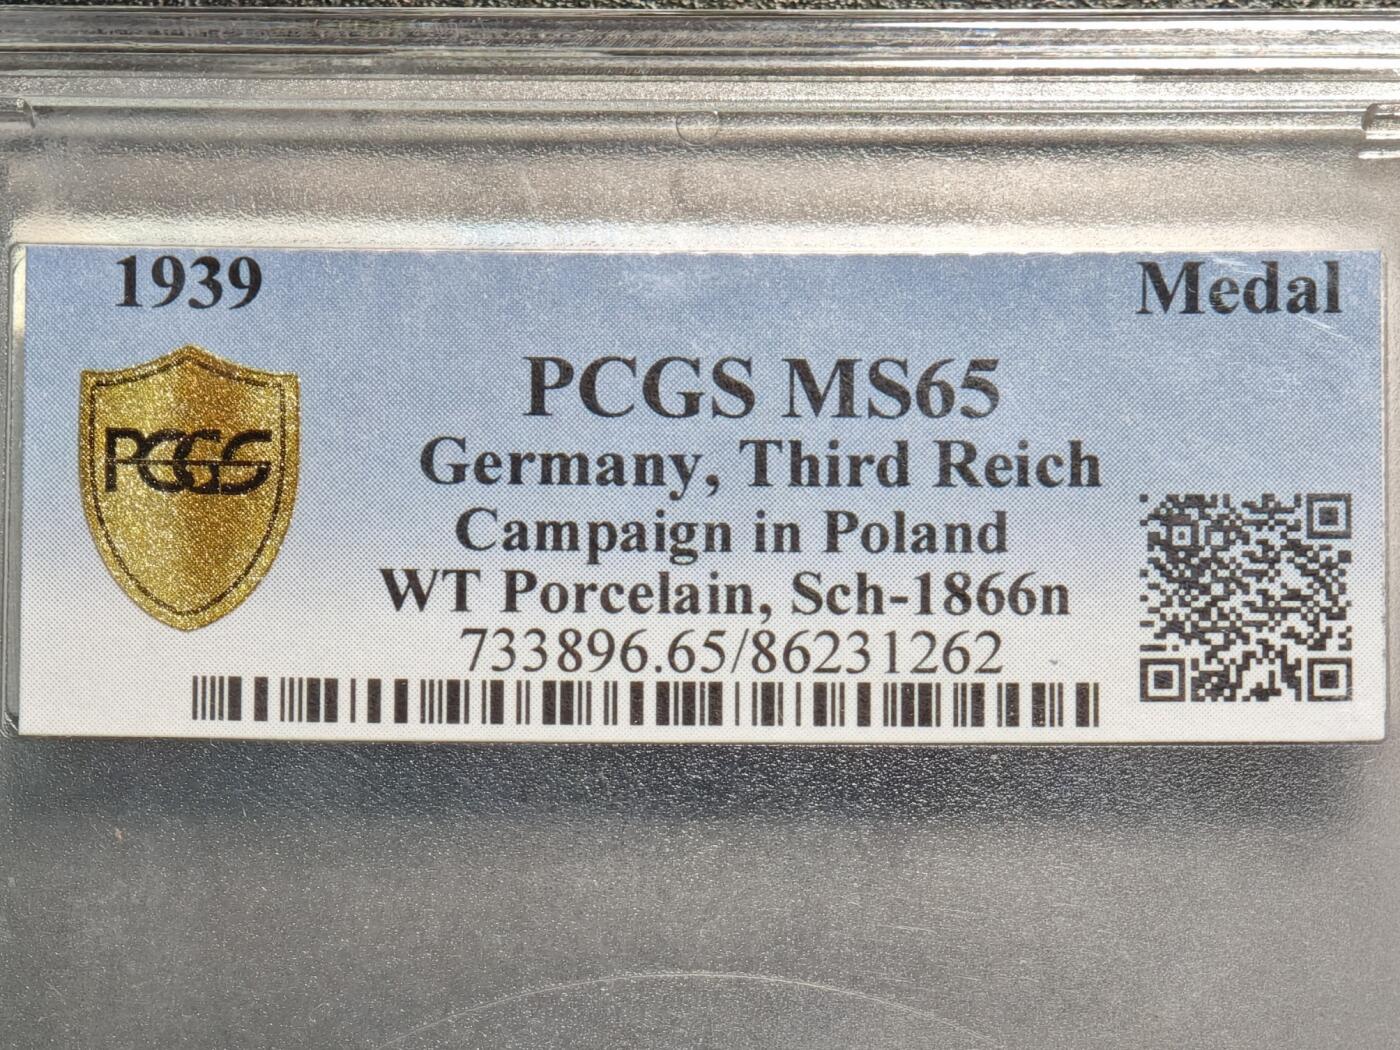 1939
Medal
PCGS
PCGS MS65
Germany, Third Reich
Campaign in Poland
WT Porcelain, Sch-1866n
733896.65/86231262